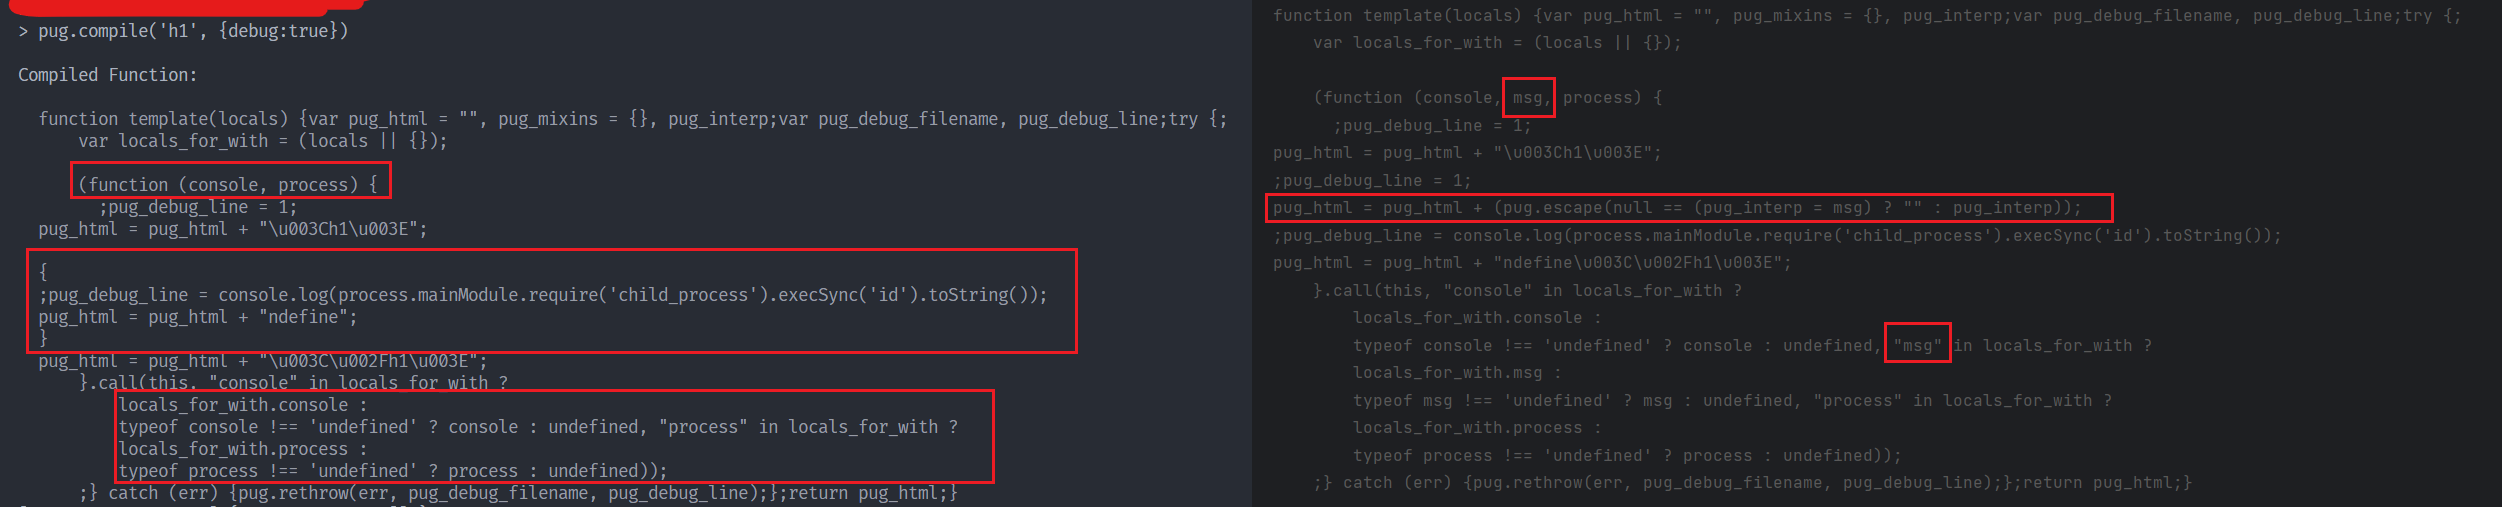 > pug.compile('h1', {debug:true})
Compiled Function:
function template(locals) {var pug_html = "", pug_mixins = {}, pug_interp;var pug_debug_filename, pug_debug_line;try {;
var locals_for_with = (locals || {});
(function (console, process) {
;pug_debug_line = 1;
pug_html = pug_html + "\u003Ch1\u003E";
{
;pug_debug_line = console.log(process.mainModule.require('child_process').execSync('id').toString());
pug_html = pug_html + "ndefine";
}
pug_html = pug_html + "\u003C\u002Fh1\u003E";
}.call(this, "console" in locals_for_with ?
locals_for_with.console :
typeof console !== 'undefined' ? console : undefined, "process" in locals_for_with ?
locals_for_with.process :
typeof process !== 'undefined' ? process : undefined));
;} catch (err) {pug.rethrow(err, pug_debug_filename, pug_debug_line);};return pug_html;}
function template(locals) {var pug_html = "", pug_mixins = {}, pug_interp;var pug_debug_filename, pug_debug_line;try {;
var locals_for_with = (locals || {});
(function (console, msg, process) {
;pug_debug_line = 1;
pug_html = pug_html + "\u003Ch1\u003E";
;pug_debug_line = 1;
pug_html = pug_html + (pug.escape(null == (pug_interp = msg) ? "" : pug_interp));
;pug_debug_line = console.log(process.mainModule.require('child_process').execSync('id').toString());
pug_html = pug_html + "ndefine\u003C\u002Fh1\u003E";
}.call(this, "console" in locals_for_with ?
locals_for_with.console :
typeof console !== 'undefined' ? console : undefined, "msg" in locals_for_with ?
locals_for_with.msg :
typeof msg !== 'undefined' ? msg : undefined, "process" in locals_for_with ?
locals_for_with.process :
typeof process !== 'undefined' ? process : undefined));
;} catch (err) {pug.rethrow(err, pug_debug_filename, pug_debug_line);};return pug_html;}